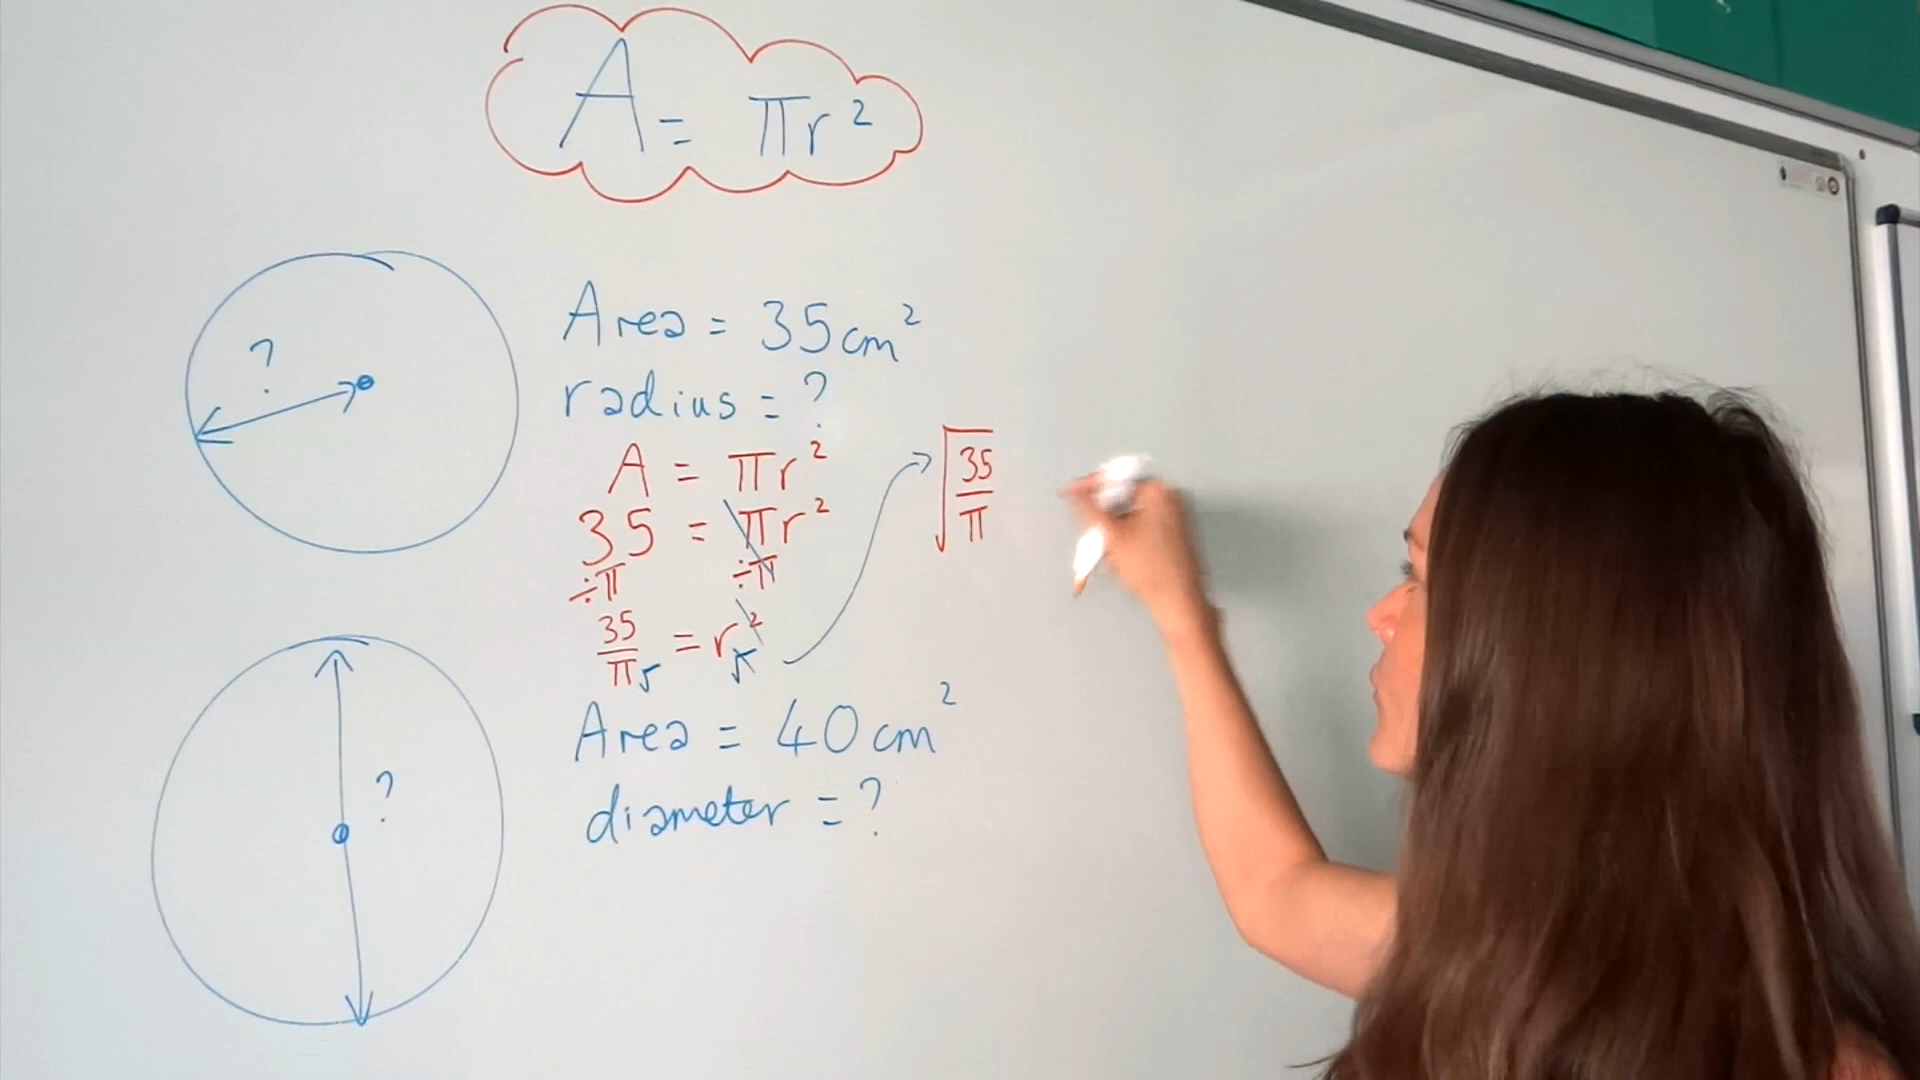 A = πr²
?
Area = 35cm²
radius = ?
A = πr²
35 = πr²
÷π ÷π
35/π√ = r²√
√35/π
Area = 40cm²
diameter = ?
?